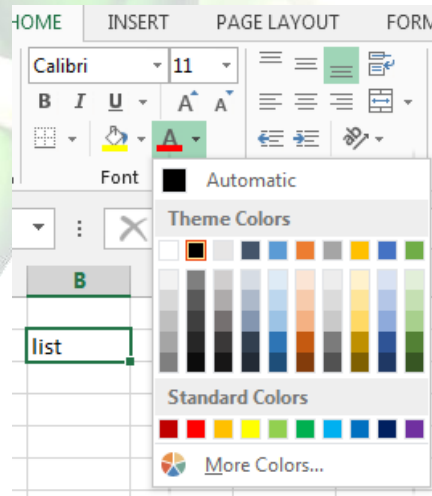 HOME INSERT PAGE LAYOUT FORM
Calibri 11
B I U A A
A
Font
Automatic
Theme Colors
B
list
Standard Colors
More Colors...